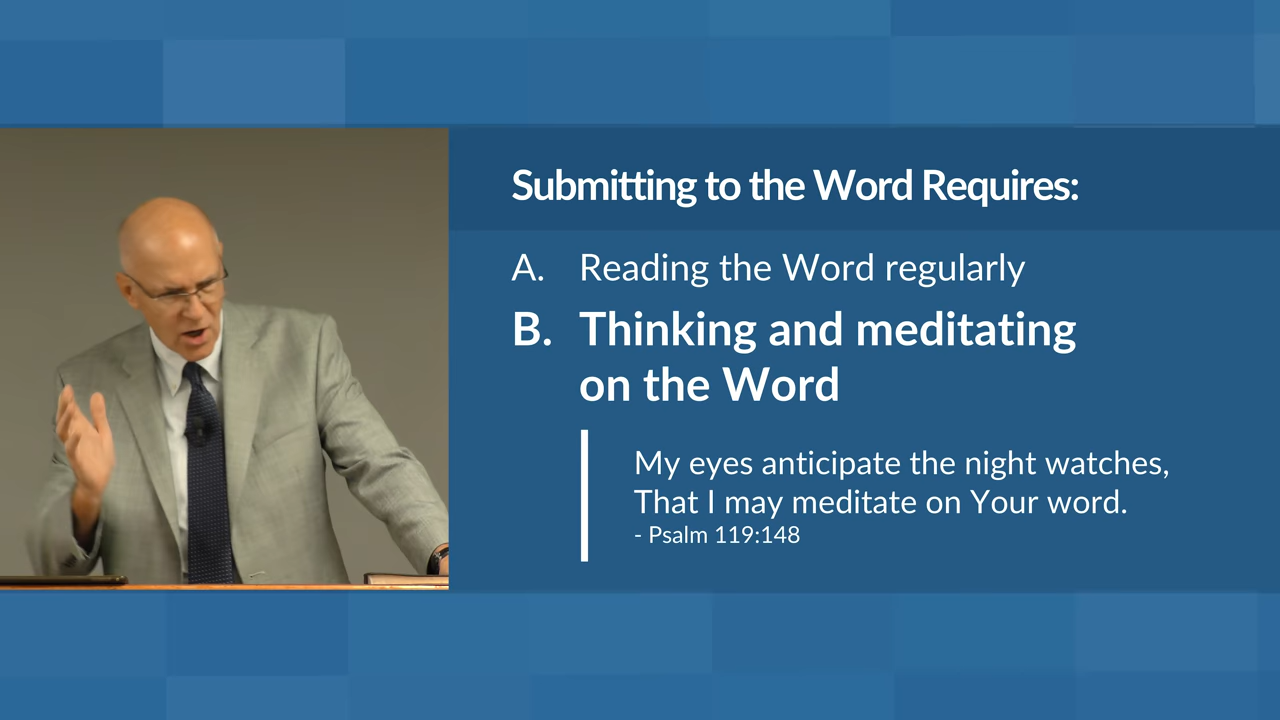 Submitting to the Word Requires:
A. Reading the Word regularly
B. Thinking and meditating
on the Word
My eyes anticipate the night watches,
That I may meditate on Your word.
- Psalm 119:148